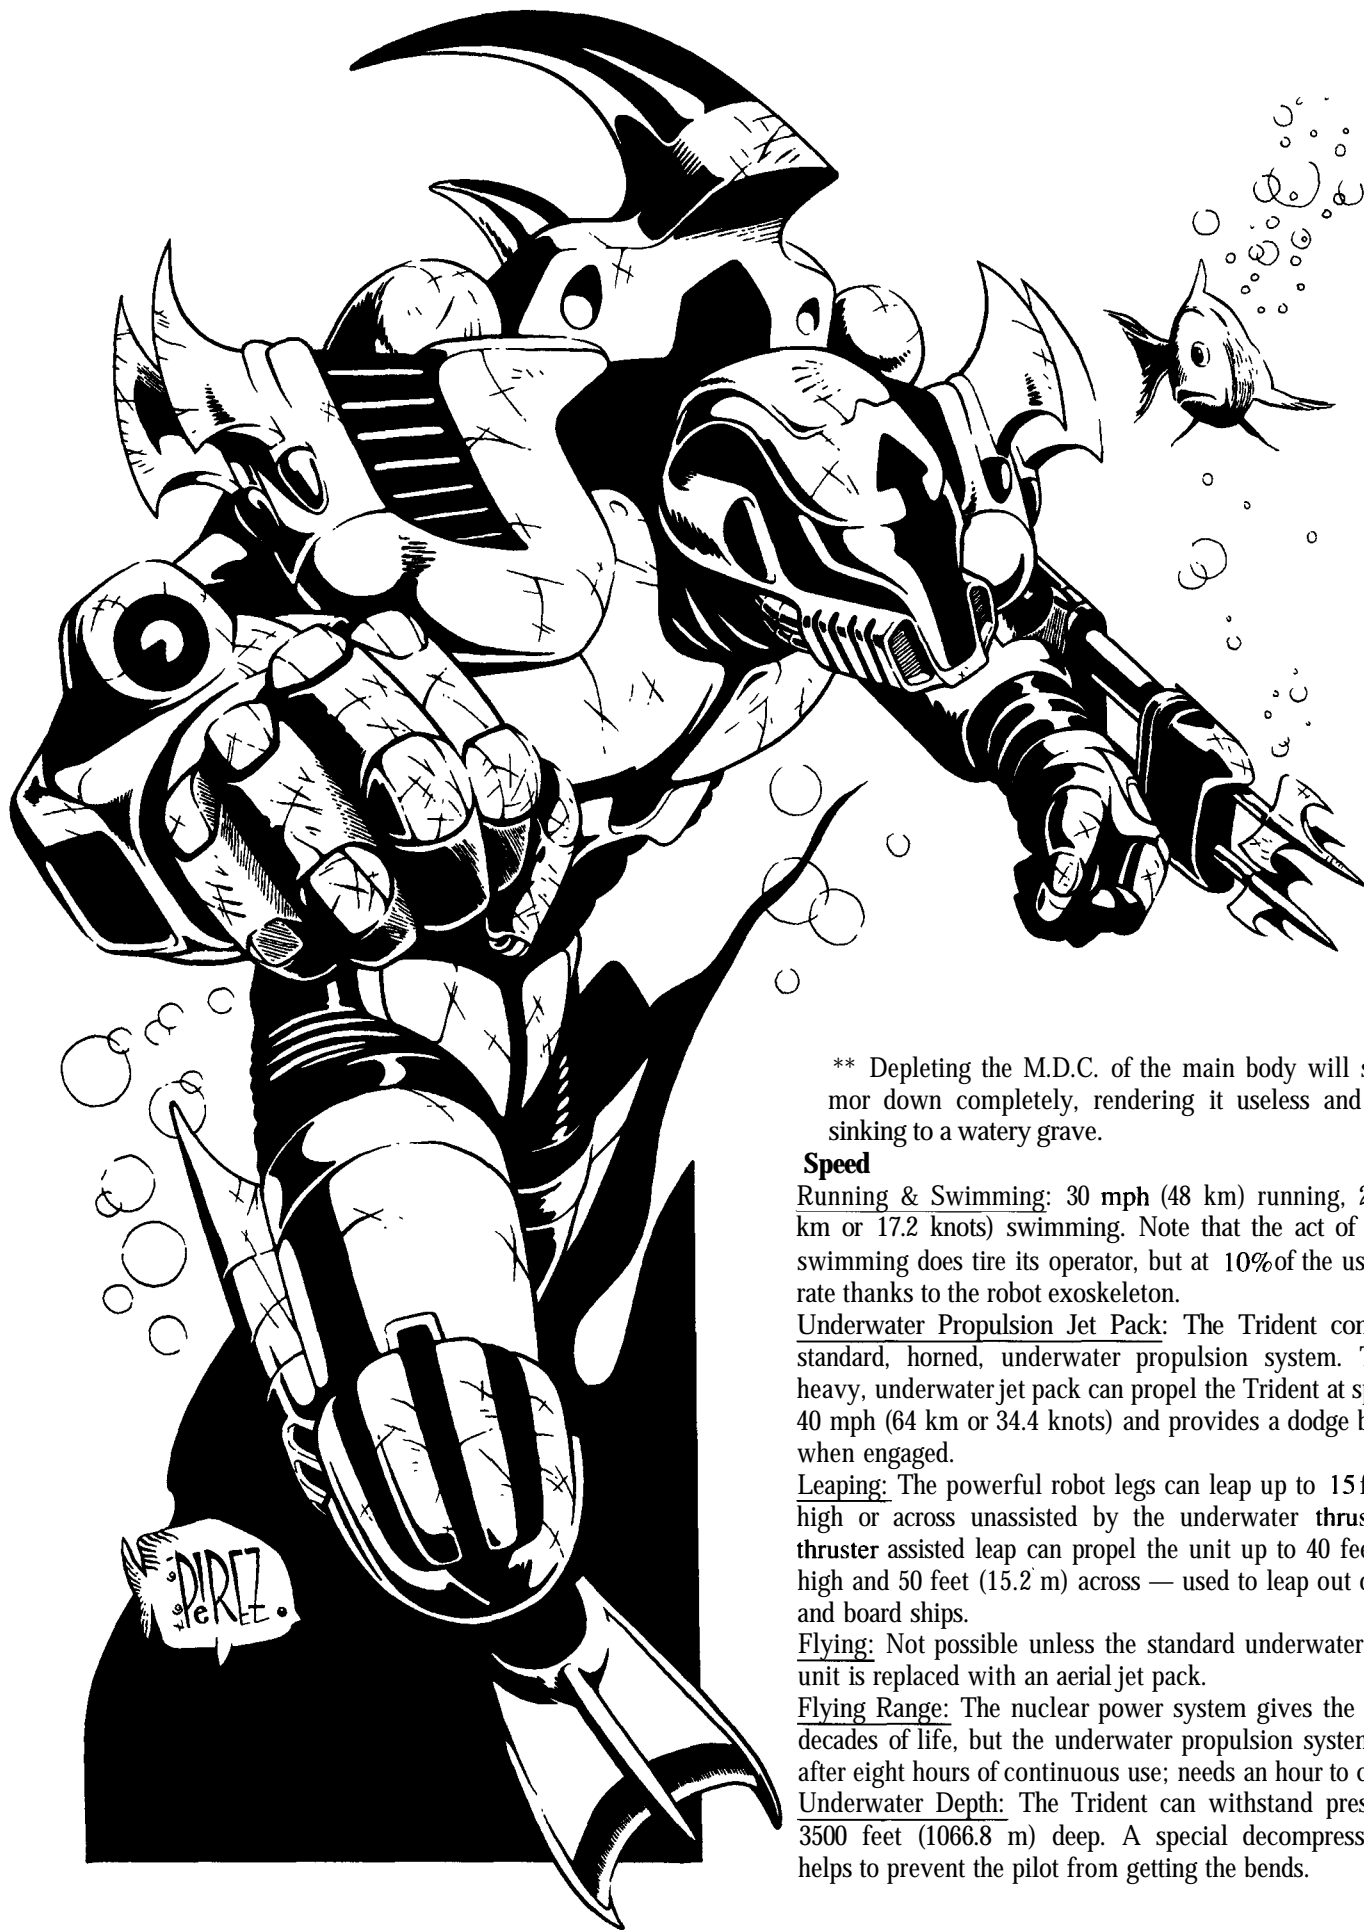 ** Depleting the M.D.C. of the main body will
mor down completely, rendering it useless and
sinking to a watery grave.
Speed
Running & Swimming: 30 mph (48 km) running,
km or 17.2 knots) swimming. Note that the act of
swimming does tire its operator, but at 10% of the
rate thanks to the robot exoskeleton.
Underwater Propulsion Jet Pack: The Trident
standard, horned, underwater propulsion system.
heavy, underwater jet pack can propel the Trident at
40 mph (64 km or 34.4 knots) and provides a dodge
when engaged.
Leaping: The powerful robot legs can leap up to 15
high or across unassisted by the underwater
thruster assisted leap can propel the unit up to 40
high and 50 feet (15.2 m) across — used to leap out
and board ships.
Flying: Not possible unless the standard underwater
unit is replaced with an aerial jet pack.
Flying Range: The nuclear power system gives the
decades of life, but the underwater propulsion
after eight hours of continuous use; needs an hour to
Underwater Depth: The Trident can withstand
3500 feet (1066.8 m) deep. A special
helps to prevent the pilot from getting the bends.
PEREZ